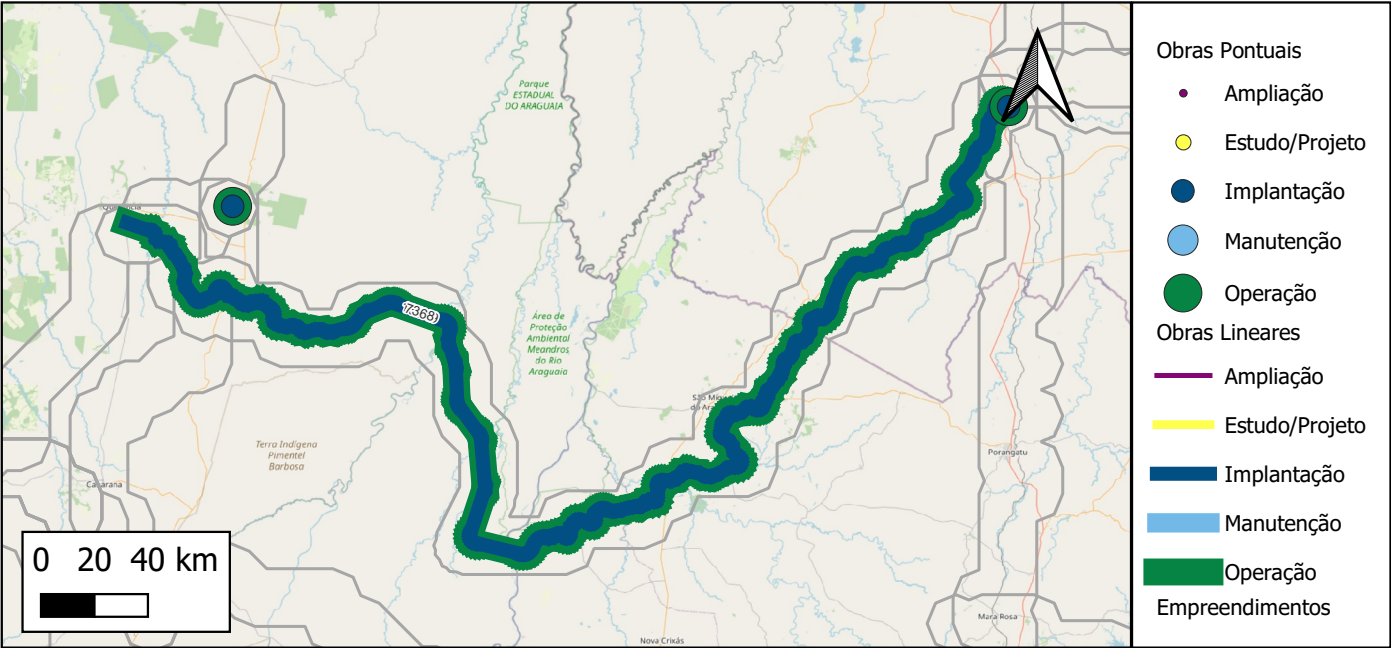 Parque
ESTADUAL
DO ARAGUAIA
7368
Área de
Proteção
Ambiental
Meandros
do Rio
Araguaia
Terra Indígena
Pimentel
Barbosa
São
Porangatu
Mara Rosa
Nova Crixás
0 20 40 km
Obras Pontuais
Ampliação
Estudo/Projeto
Implantação
Manutenção
Operação
Obras Lineares
Ampliação
Estudo/Projeto
Implantação
Manutenção
Operação
Empreendimentos